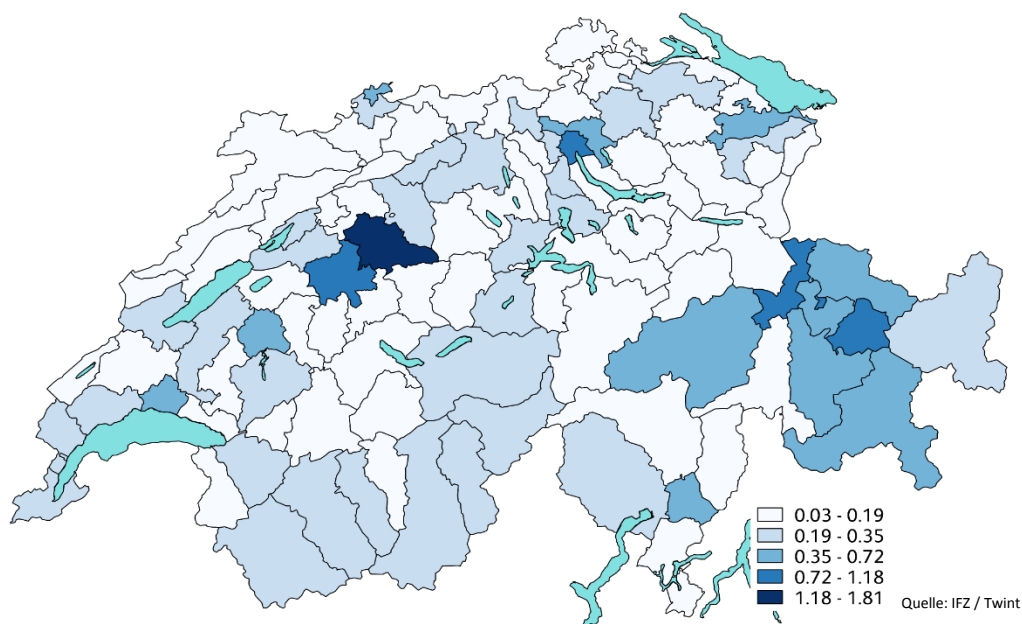 0.03 - 0.19
0.19 - 0.35
0.35 - 0.72
0.72 - 1.18
1.18 - 1.81
Quelle: IFZ / Twint